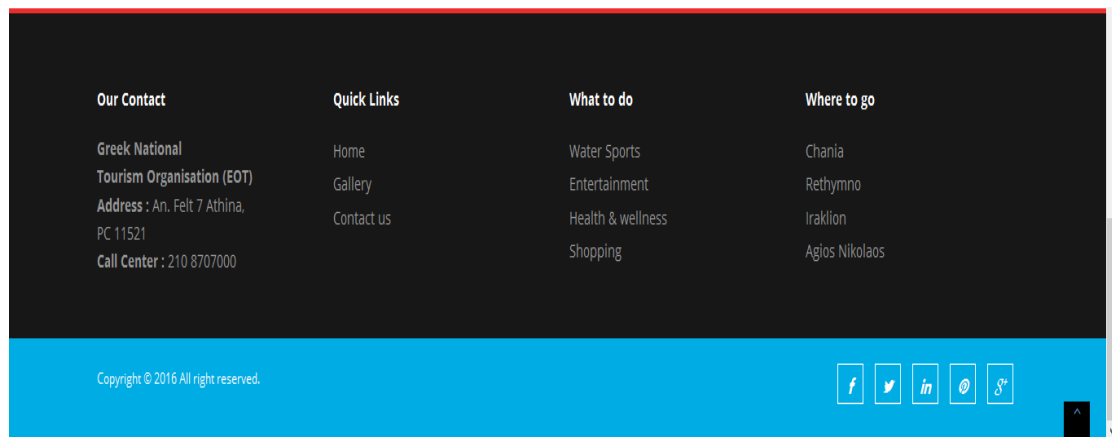 Our Contact
Greek National
Tourism Organisation (EOT)
Address : An. Felt 7 Athina,
PC 11521
Call Center : 210 8707000
Quick Links
Home
Gallery
Contact us
What to do
Water Sports
Entertainment
Health & wellness
Shopping
Where to go
Chania
Rethymno
Iraklion
Agios Nikolaos
Copyright © 2016 All right reserved.
f in g+